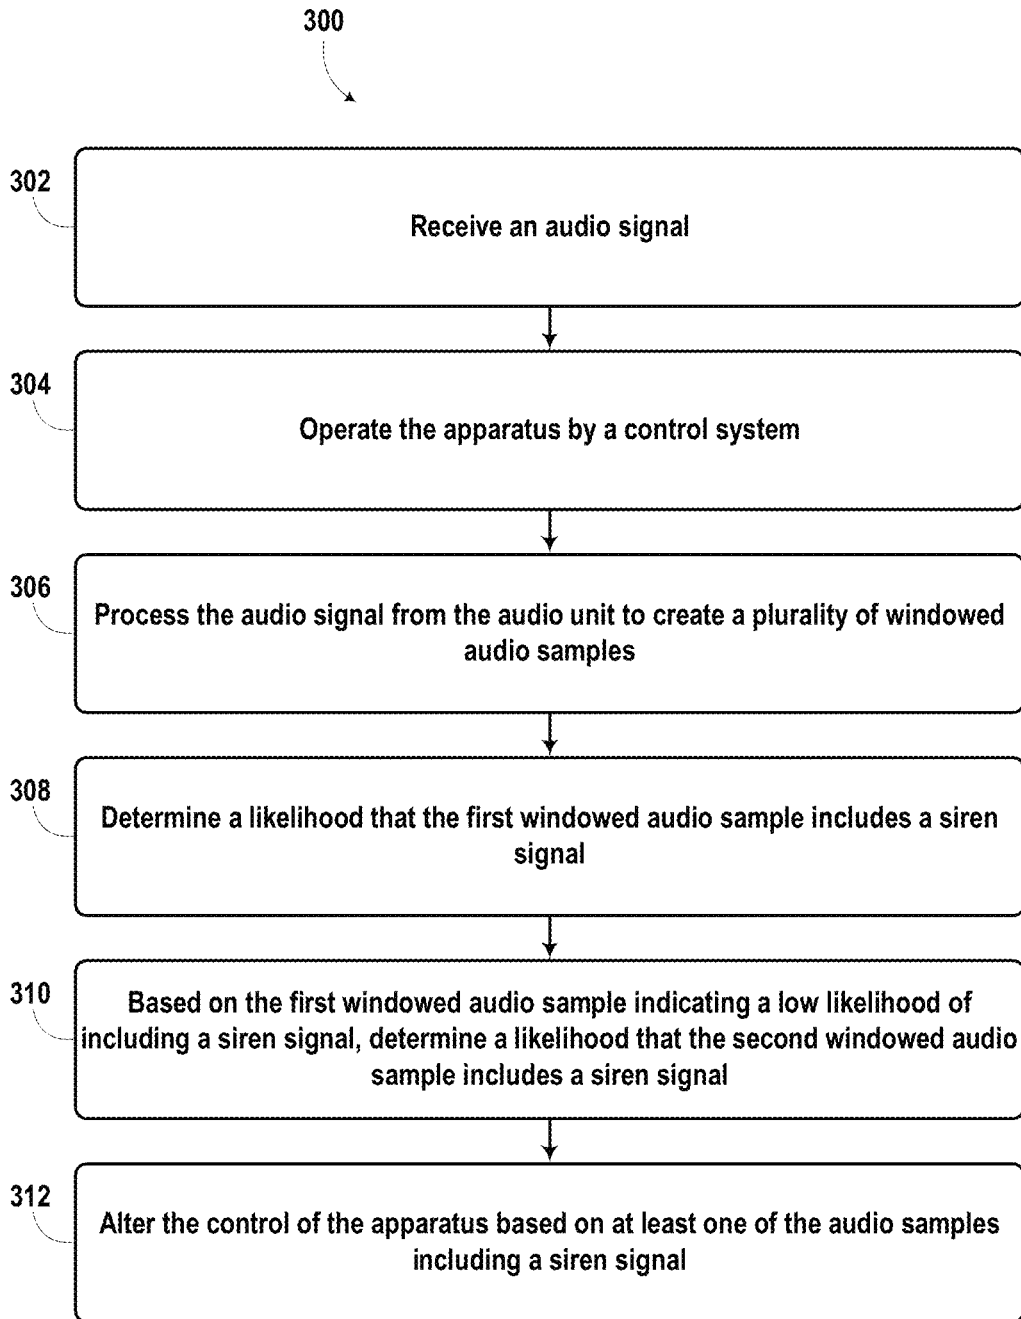 300
302
Receive an audio signal
304
Operate the apparatus by a control system
306
Process the audio signal from the audio unit to create a plurality of windowed
audio samples
308
Determine a likelihood that the first windowed audio sample includes a siren
signal
310
Based on the first windowed audio sample indicating a low likelihood of
including a siren signal, determine a likelihood that the second windowed audio
sample includes a siren signal
312
Alter the control of the apparatus based on at least one of the audio samples
including a siren signal